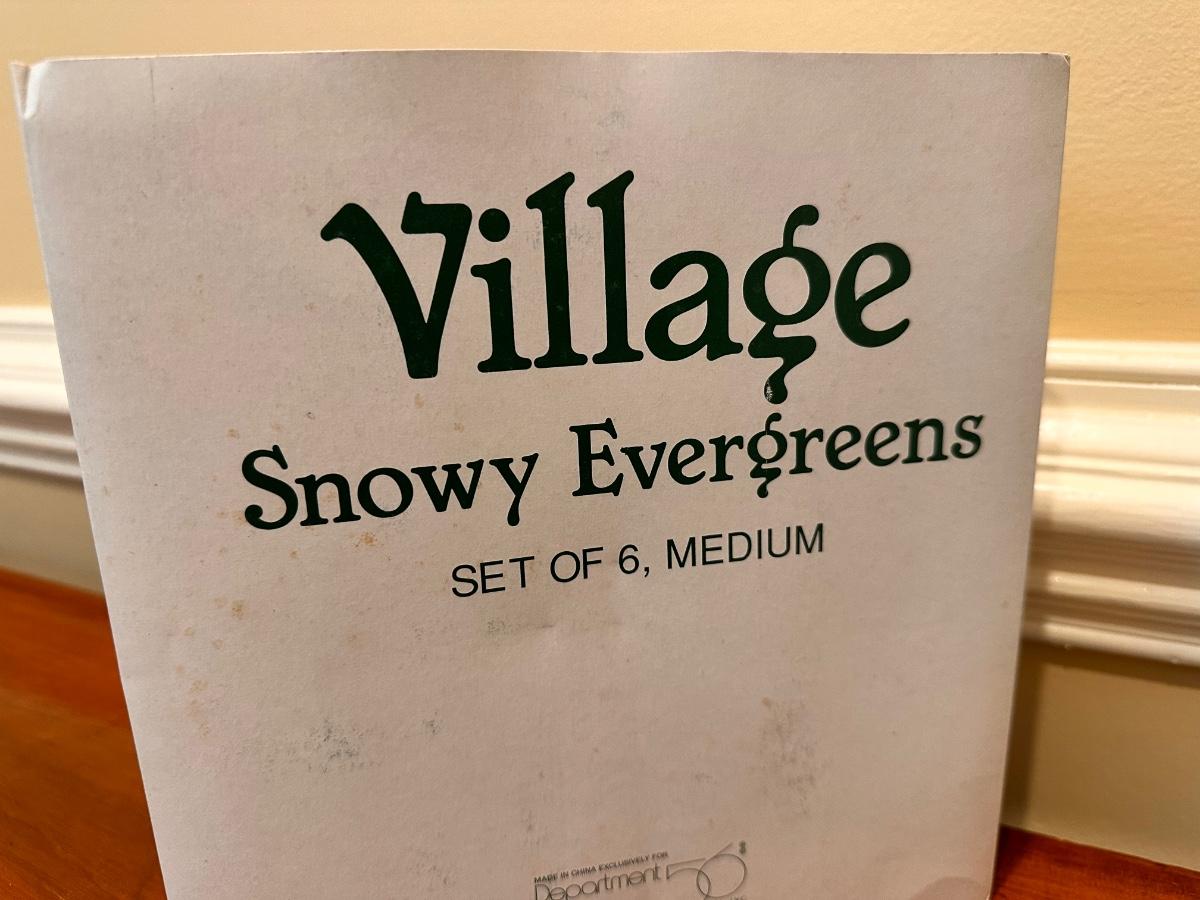 Village
Snowy Evergreens
SET OF 6, MEDIUM
MADE IN CHINA EXCLUSIVELY FOR
Department 56